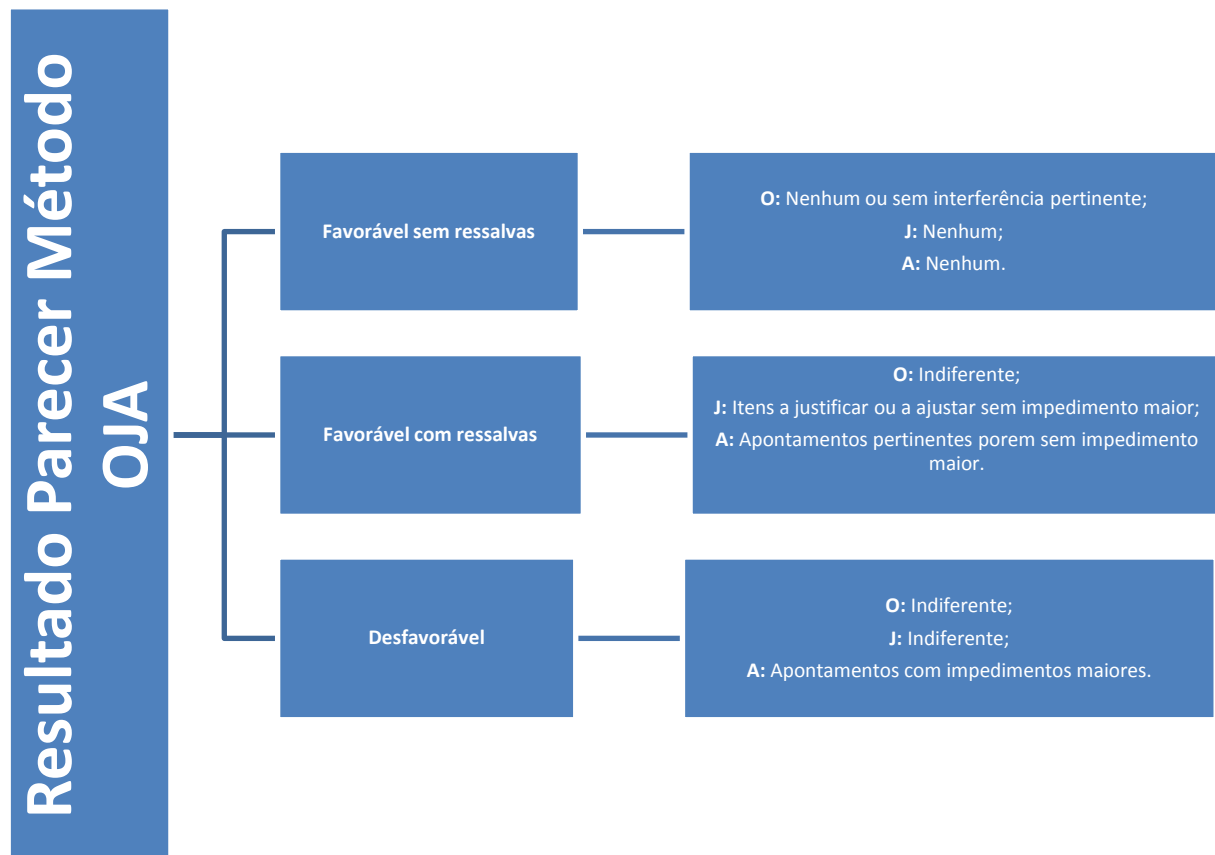 Resultado Parecer Método
OJA
Favorável sem ressalvas
O: Nenhum ou sem interferência pertinente;
J: Nenhum;
A: Nenhum.
Favorável com ressalvas
O: Indiferente;
J: Itens a justificar ou a ajustar sem impedimento maior;
A: Apontamentos pertinentes porem sem impedimento
maior.
Desfavorável
O: Indiferente;
J: Indiferente;
A: Apontamentos com impedimentos maiores.